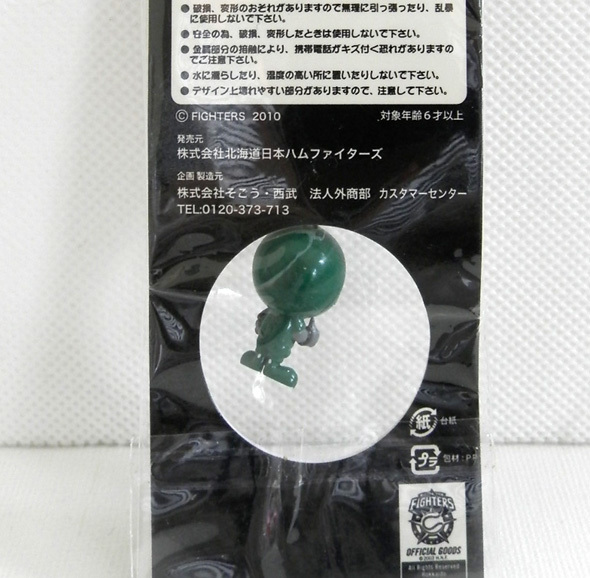 ● 破損、変形のおそれがありますので無理に引っ張ったり、乱暴
に使用しないで下さい。
● 安全の為、破損、変形したときは使用しないで下さい。
● 金属部分の接触により、携帯電話がキズ付く恐れがありますの
でご注意下さい。
● 水に濡らしたり、温度の高い所に置いたりしないで下さい。
● デザイン上壊れやすい部分がありますので、注意して下さい。
© FIGHTERS 2010 対象年齢6才以上
発売元
株式会社北海道日本ハムファイターズ
企画 製造元
株式会社そごう・西武 法人外商部 カスタマーセンター
TEL:0120-373-713
紙 台紙
プラ 包材:PP
FIGHTERS
OFFICIAL GOODS
All Rights Reserved